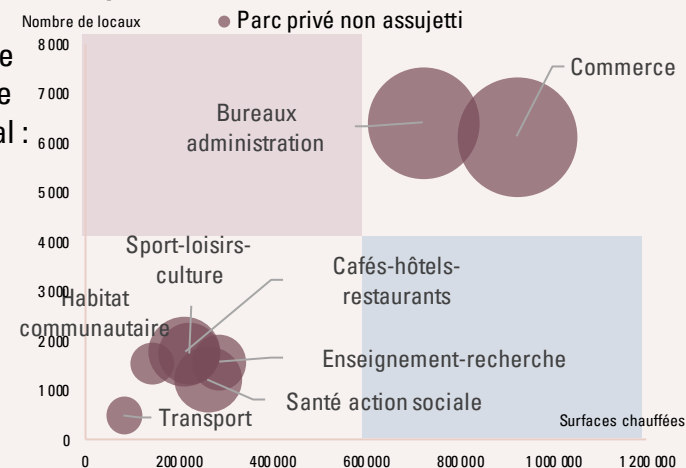 Nombre de locaux
Parc privé non assujetti
8 000
e
Commerce
7 000
e
Bureaux
administration
al :
6 000
5 000
4 000
Sport-loisirs-
culture
Cafés-hôtels-
restaurants
3 000
Habitat
communautaire
2 000
Enseignement-recherche
1 000
Santé action sociale
Transport
Surfaces chauffées
0
0
200 000
400 000
600 000
800 000
1 000 000
1 200 000